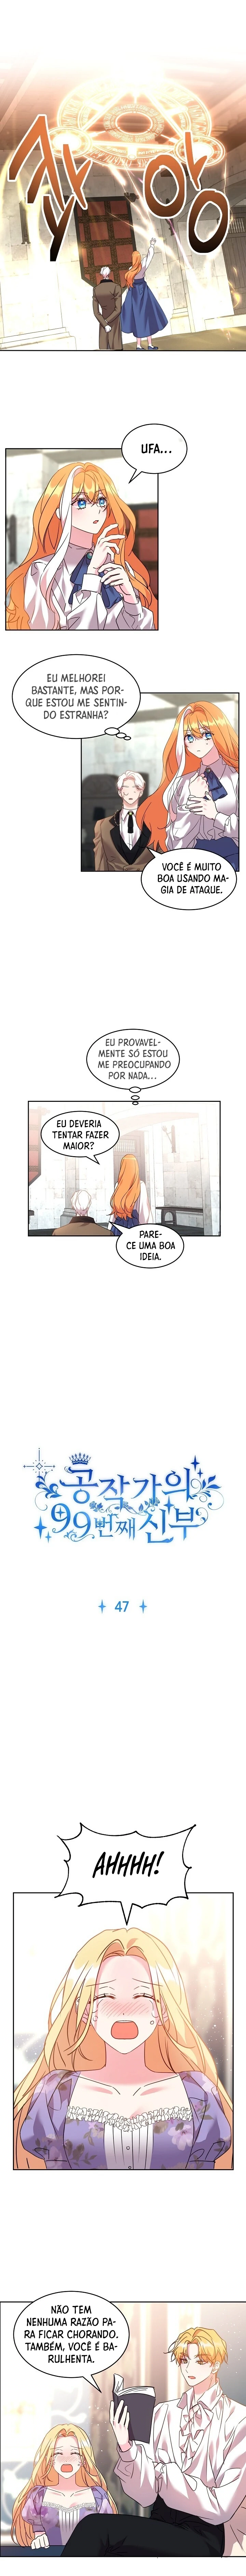 UFA...
EU MELHOREI
BASTANTE, MAS POR-
QUE ESTOU ME SENTIN-
DO ESTRANHA?
VOCÊ É MUITO
BOA USANDO MA-
GIA DE ATAQUE.
EU PROVAVEL-
MENTE SÓ ESTOU
ME PREOCUPANDO
POR NADA...
EU DEVERIA
TENTAR FAZER
MAIOR?
PARE-
CE UMA BOA
IDEIA.
공작가의
99번째 신부
47
AHHHH!
NÃO TEM
NENHUMA RAZÃO PA-
RA FICAR CHORANDO.
TAMBÉM, VOCÊ É BA-
RULHENTA.